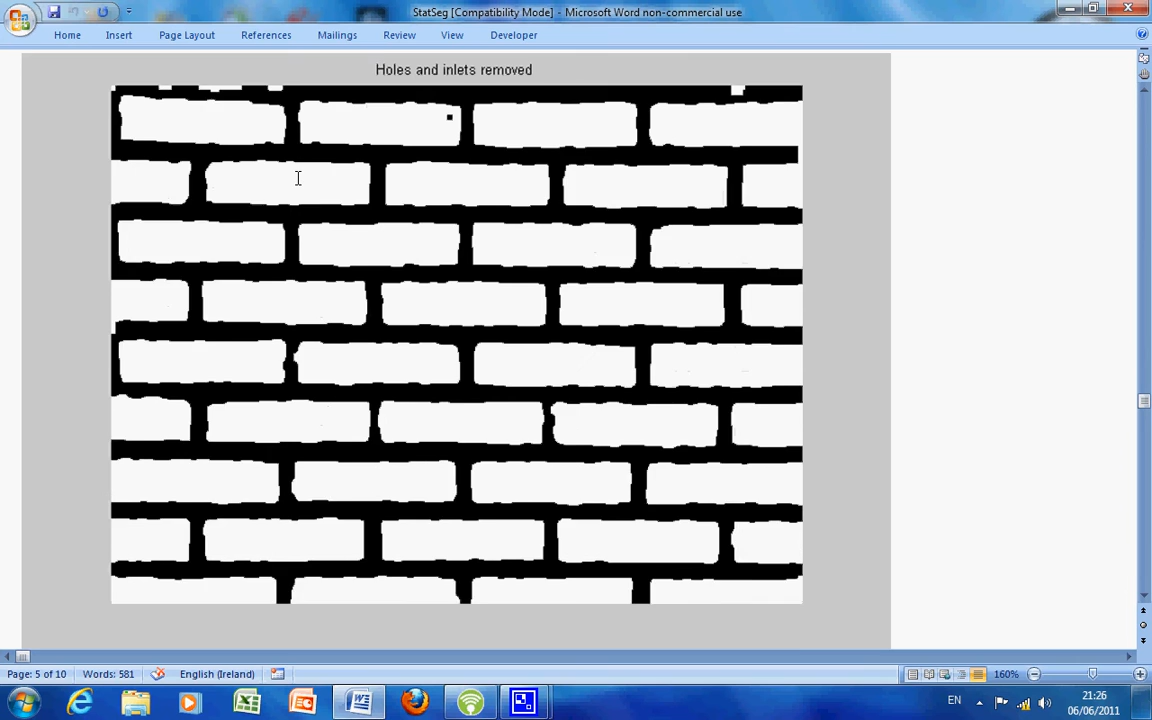 StatSeg [Compatibility Mode] - Microsoft Word non-commercial use
Home Insert Page Layout References Mailings Review View Developer
Holes and inlets removed
Page: 5 of 10 Words: 581 English (Ireland) 160%
EN 21:26
06/06/2011